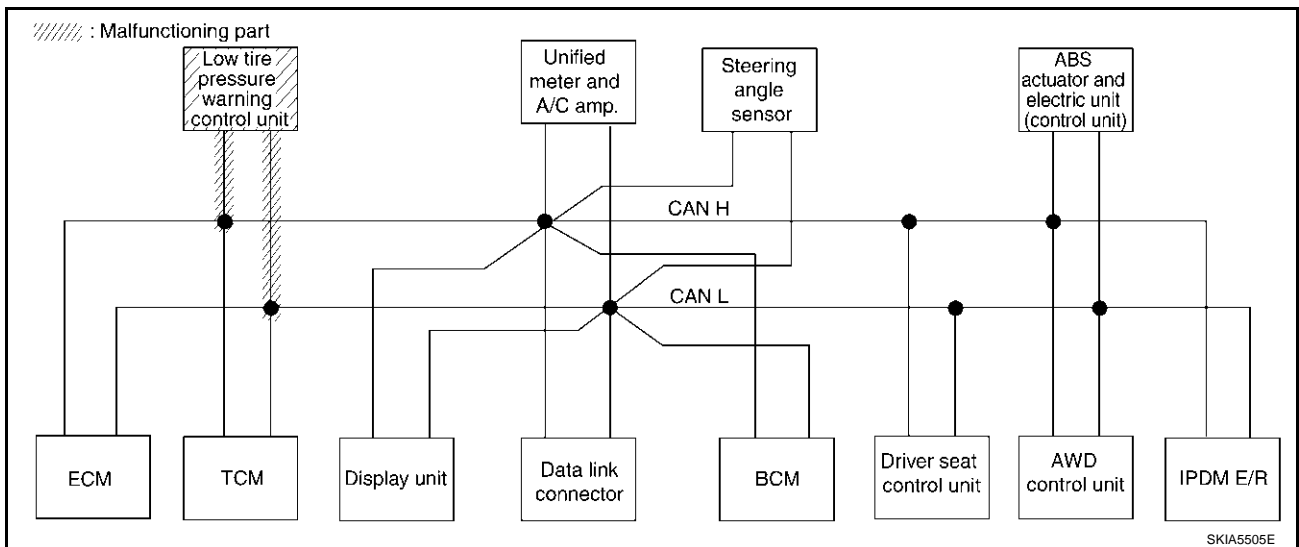 : Malfunctioning part
Low tire
pressure
warning
control unit
Unified
meter and
A/C amp.
Steering
angle
sensor
ABS
actuator and
electric unit
(control unit)
CAN H
CAN L
ECM
TCM
Display unit
Data link
connector
BCM
Driver seat
control unit
AWD
control unit
IPDM E/R
SKIA5505E